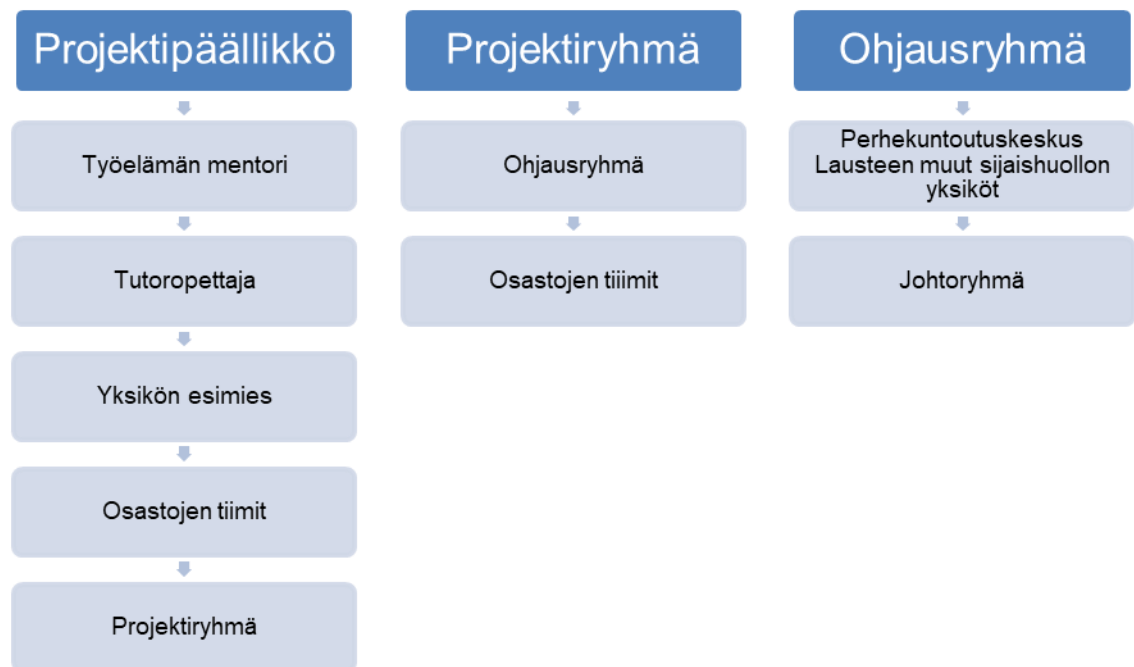 Projektipäällikkö
Työelämän mentori
Tutoropettaja
Yksikön esimies
Osastojen tiimit
Projektiryhmä
Projektiryhmä
Ohjausryhmä
Osastojen tiiimit
Ohjausryhmä
Perhekuntoutuskeskus
Lausteen muut sijaishuollon
yksiköt
Johtoryhmä